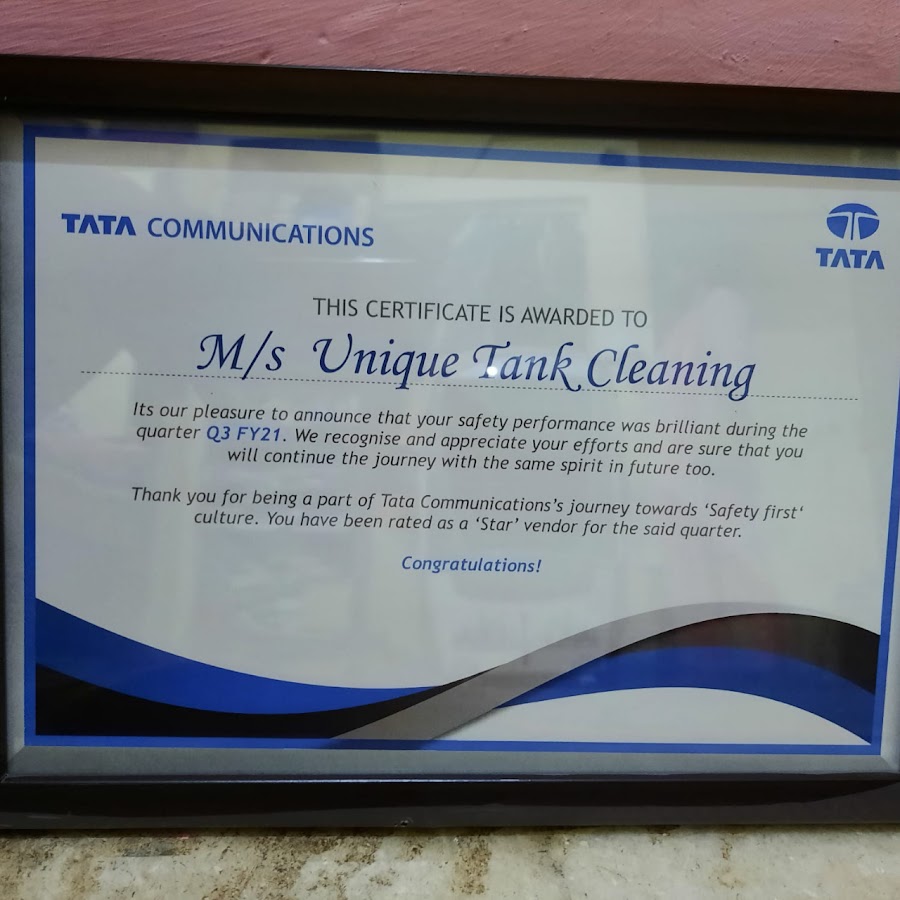 TATA COMMUNICATIONS
TATA
THIS CERTIFICATE IS AWARDED TO
M/s Unique Tank Cleaning
Its our pleasure to announce that your safety performance was brilliant during the
quarter Q3 FY21. We recognise and appreciate your efforts and are sure that you
will continue the journey with the same spirit in future too.
Thank you for being a part of Tata Communications's journey towards ‘Safety first‘
culture. You have been rated as a ‘Star’ vendor for the said quarter.
Congratulations!